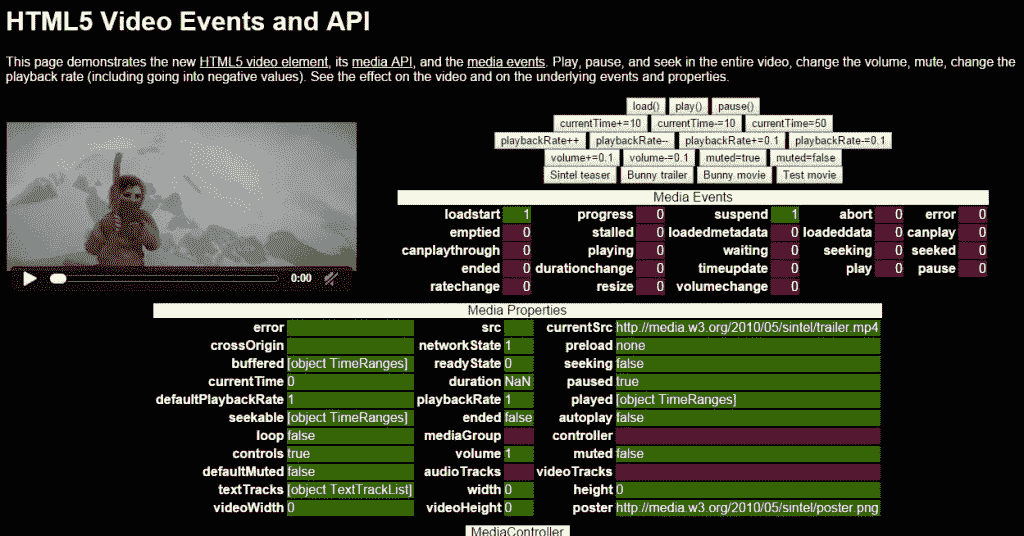 HTML5 Video Events and API
This page demonstrates the new HTML5 video element, its media API, and the media events. Play, pause, and seek in the entire video, change the volume, mute, change the
playback rate (including going into negative values). See the effect on the video and on the underlying events and properties.
load() play() pause()
currentTime+=10 currentTime-=10 currentTime=50
playbackRate++ playbackRate-- playbackRate+=0.1 playbackRate-=0.1
volume+=0.1 volume-=0.1 muted=true muted=false
Sintel teaser Bunny trailer Bunny movie Test movie
0:00
Media Events
loadstart 1 progress 0 suspend 1 abort 0 error 0
emptied 0 stalled 0 loadedmetadata 0 loadeddata 0 canplay 0
canplaythrough 0 playing 0 waiting 0 seeking 0 seeked 0
ended 0 durationchange 0 timeupdate 0 play 0 pause 0
ratechange 0 resize 0 volumechange 0
Media Properties
error src currentSrc http://media.w3.org/2010/05/sintel/trailer.mp4
crossOrigin networkState 1 preload none
buffered [object TimeRanges] readyState 0 seeking false
currentTime 0 duration NaN paused true
defaultPlaybackRate 1 playbackRate 1 played [object TimeRanges]
seekable [object TimeRanges] ended false autoplay false
loop false mediaGroup controller
controls true volume 1 muted false
defaultMuted false audioTracks videoTracks
textTracks [object TextTrackList] width 0 height 0
videoWidth 0 videoHeight 0 poster http://media.w3.org/2010/05/sintel/poster.png
MediaController